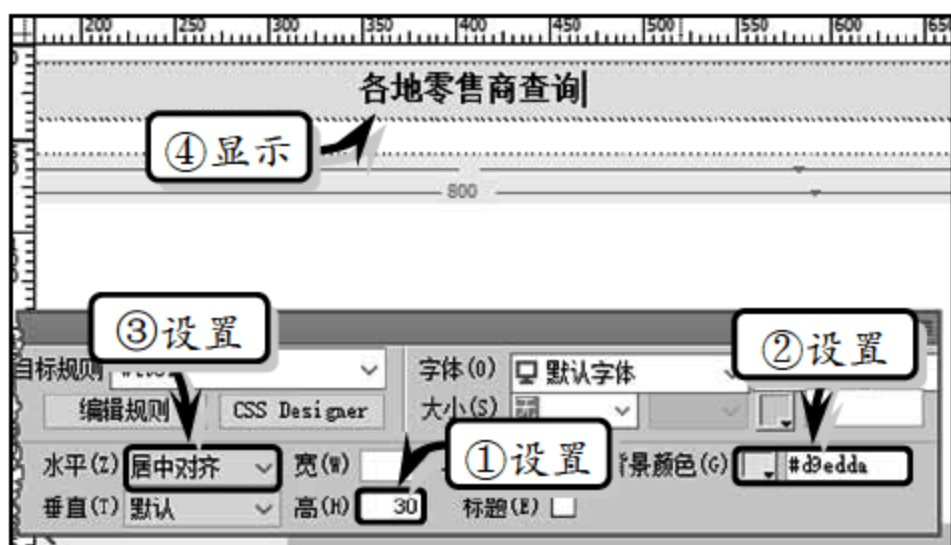 200 250 300 350 400 450 500 550 600 650
各地零售商查询
④显示
800
③设置
②设置
目标规则
字体(O) 默认字体
编辑规则 CSS Designer 大小(S)
①设置
水平(Z) 居中对齐 宽(W) 背景颜色(G) #d9edda
垂直(T) 默认 高(H) 30 标题(E)